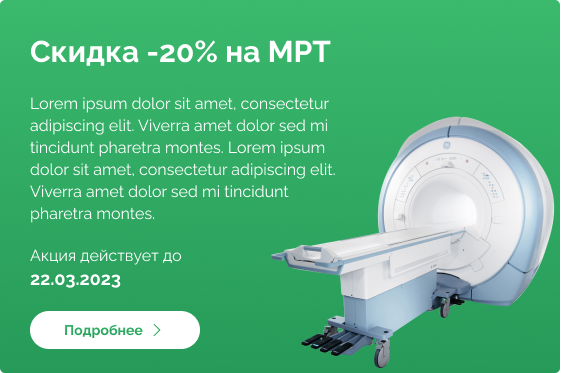 Скидка -20% на МРТ
Lorem ipsum dolor sit amet, consectetur
adipiscing elit. Viverra amet dolor sed mi
tincidunt pharetra montes. Lorem ipsum
dolor sit amet, consectetur adipiscing elit.
Viverra amet dolor sed mi tincidunt
pharetra montes.
Акция действует до
22.03.2023
Подробнее